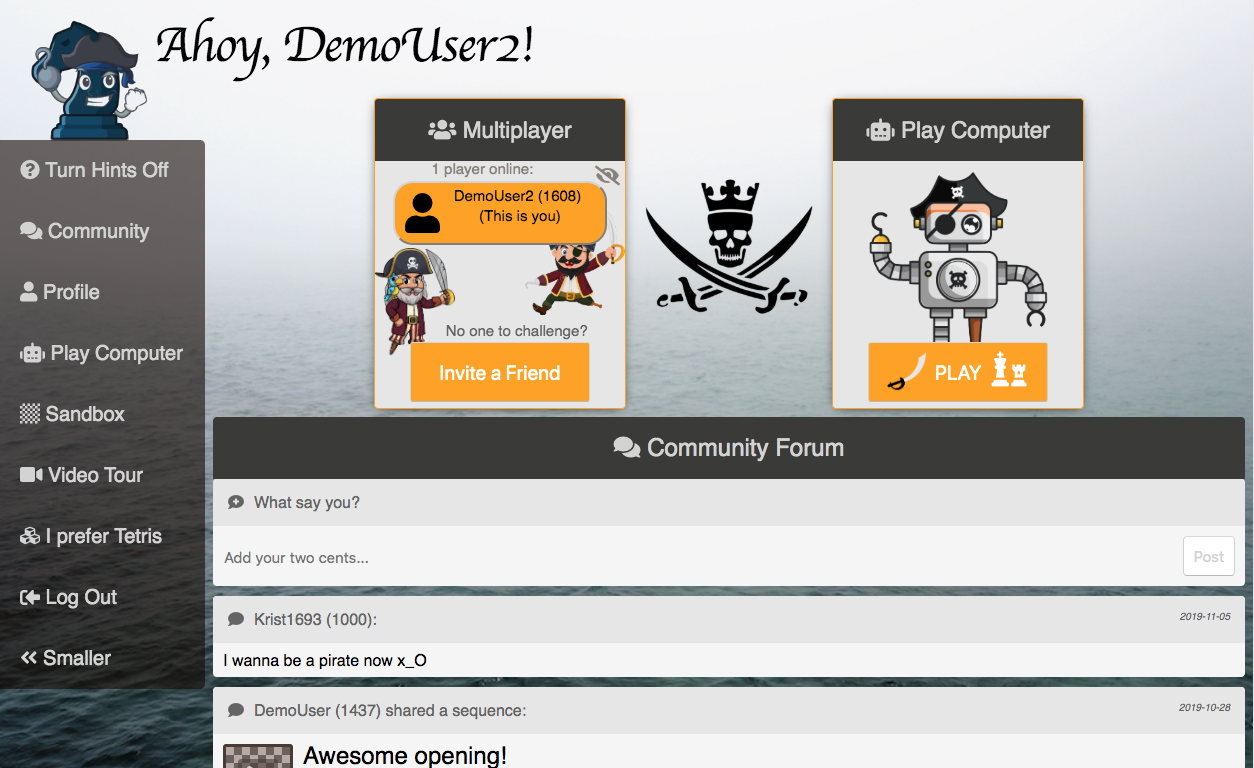 Ahoy, DemoUser2!
Turn Hints Off
Community
Profile
Play Computer
Sandbox
Video Tour
I prefer Tetris
Log Out
Smaller
Multiplayer
1 player online:
DemoUser2 (1608)
(This is you)
No one to challenge?
Invite a Friend
Play Computer
PLAY
Community Forum
What say you?
Add your two cents...
Post
Krist1693 (1000):
2019-11-05
I wanna be a pirate now x_O
DemoUser (1437) shared a sequence:
2019-10-28
Awesome opening!